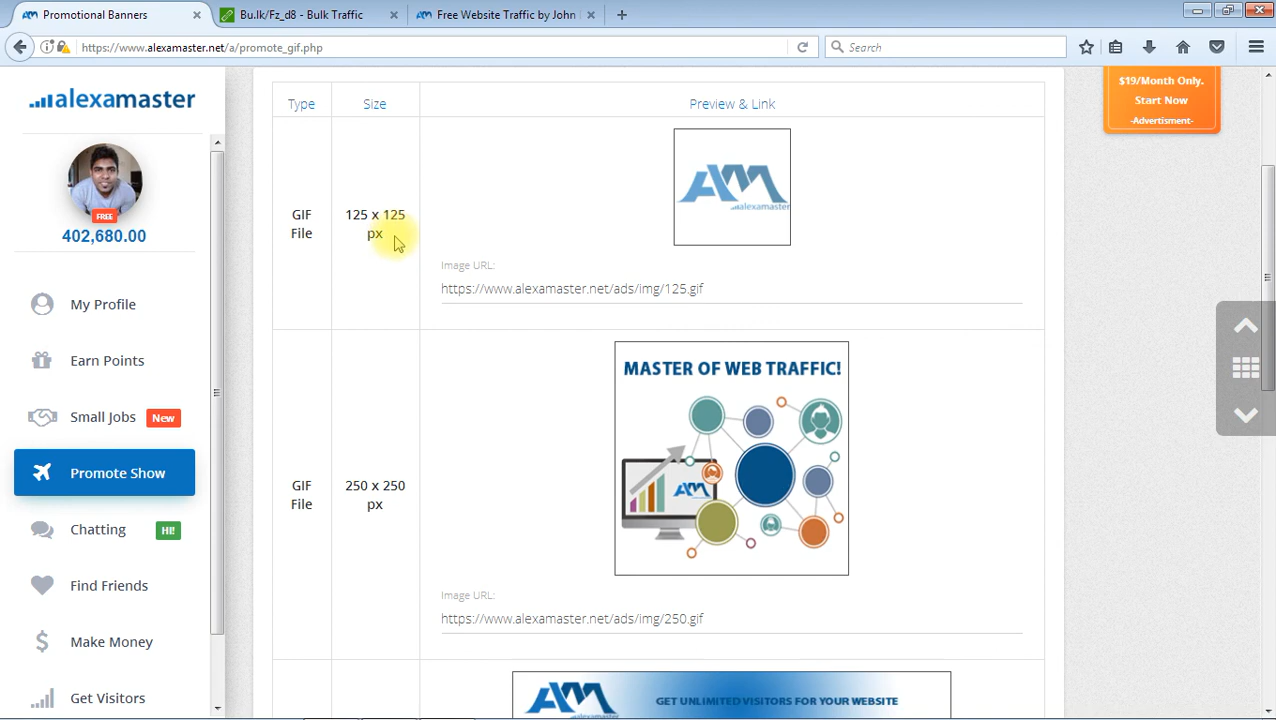 Promotional Banners
Bu.lk/Fz_d8 - Bulk Traffic
Free Website Traffic by John
https://www.alexamaster.net/a/promote_gif.php
Search
alexamaster
FREE
402,680.00
My Profile
Earn Points
Small Jobs New
Promote Show
Chatting HI!
Find Friends
Make Money
Get Visitors
Type Size Preview & Link
GIF
File
125 x 125
px
AM
alexamaster
Image URL:
https://www.alexamaster.net/ads/img/125.gif
GIF
File
250 x 250
px
MASTER OF WEB TRAFFIC!
AM
Image URL:
https://www.alexamaster.net/ads/img/250.gif
AM
alexamaster
GET UNLIMITED VISITORS FOR YOUR WEBSITE
$19/Month Only.
Start Now
-Advertisment-